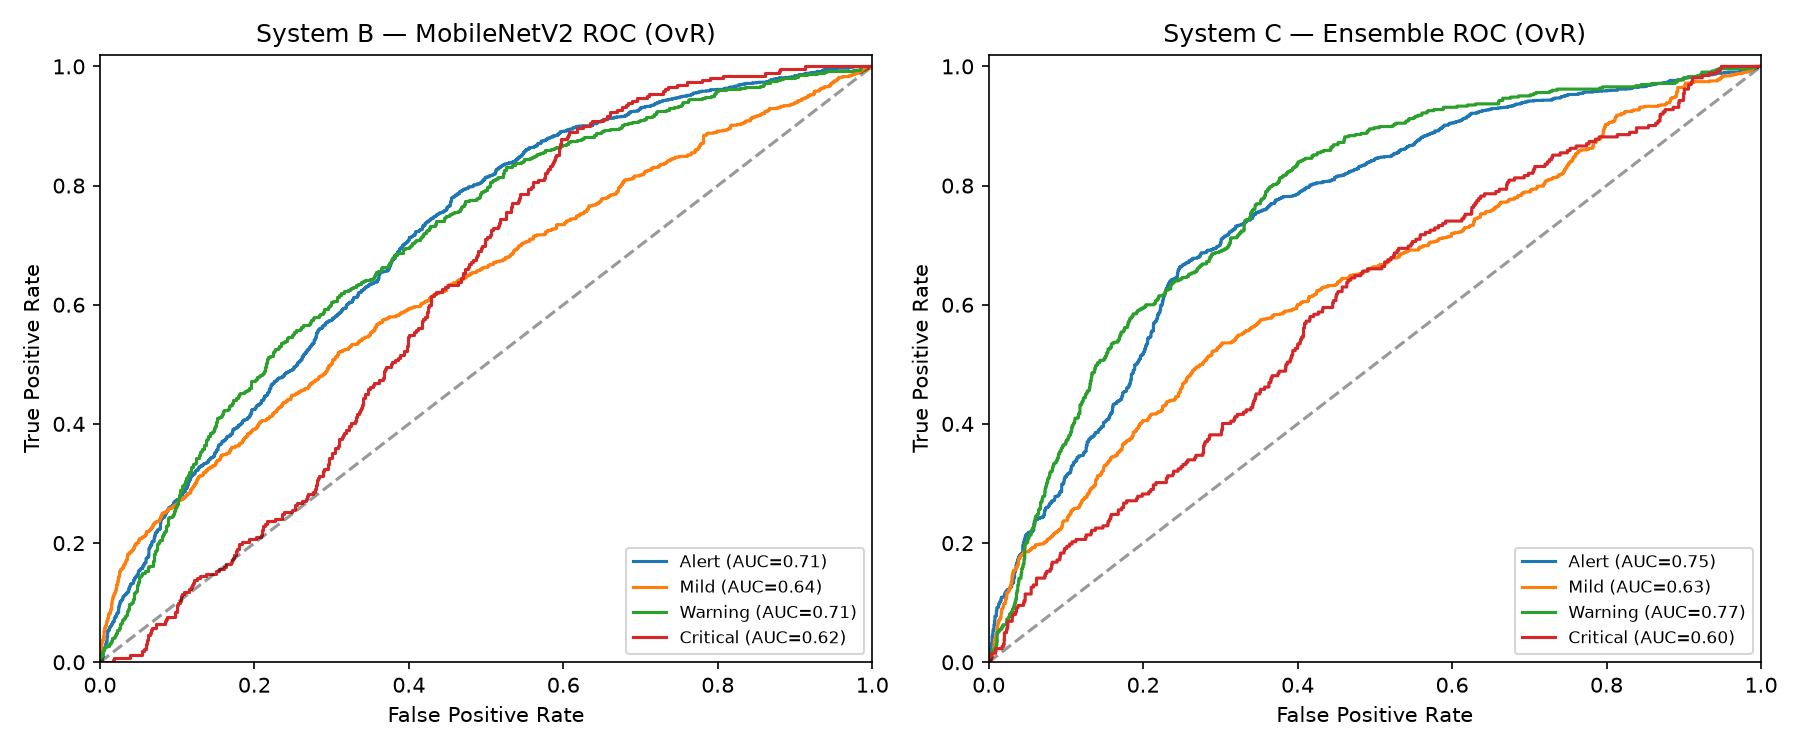 System B — MobileNetV2 ROC (OvR)
True Positive Rate
1.0
0.8
0.6
0.4
0.2
0.0
Alert (AUC=0.71)
Mild (AUC=0.64)
Warning (AUC=0.71)
Critical (AUC=0.62)
0.0 0.2 0.4 0.6 0.8 1.0
False Positive Rate
System C — Ensemble ROC (OvR)
True Positive Rate
1.0
0.8
0.6
0.4
0.2
0.0
Alert (AUC=0.75)
Mild (AUC=0.63)
Warning (AUC=0.77)
Critical (AUC=0.60)
0.0 0.2 0.4 0.6 0.8 1.0
False Positive Rate